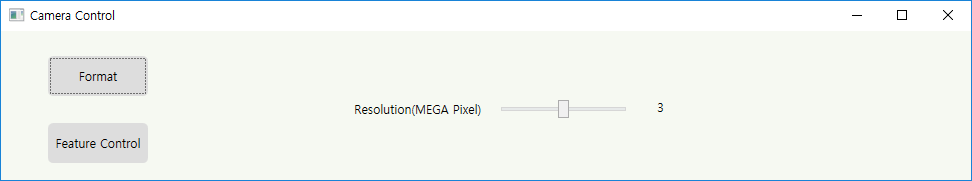 Camera Control
Format
Resolution(MEGA Pixel) 3
Feature Control